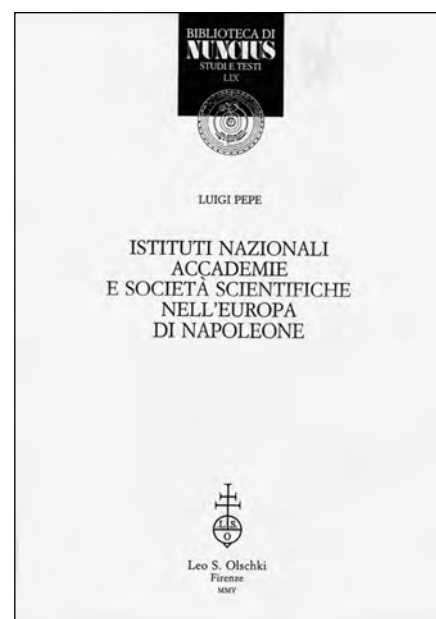 BIBLIOTECA DI
NUNCIUS
STUDI E TESTI
LIX
LUIGI PEPE
ISTITUTI NAZIONALI
ACCADEMIE
E SOCIETÀ SCIENTIFICHE
NELL'EUROPA
DI NAPOLEONE
L S
O
Leo S. Olschki
Firenze
MMV